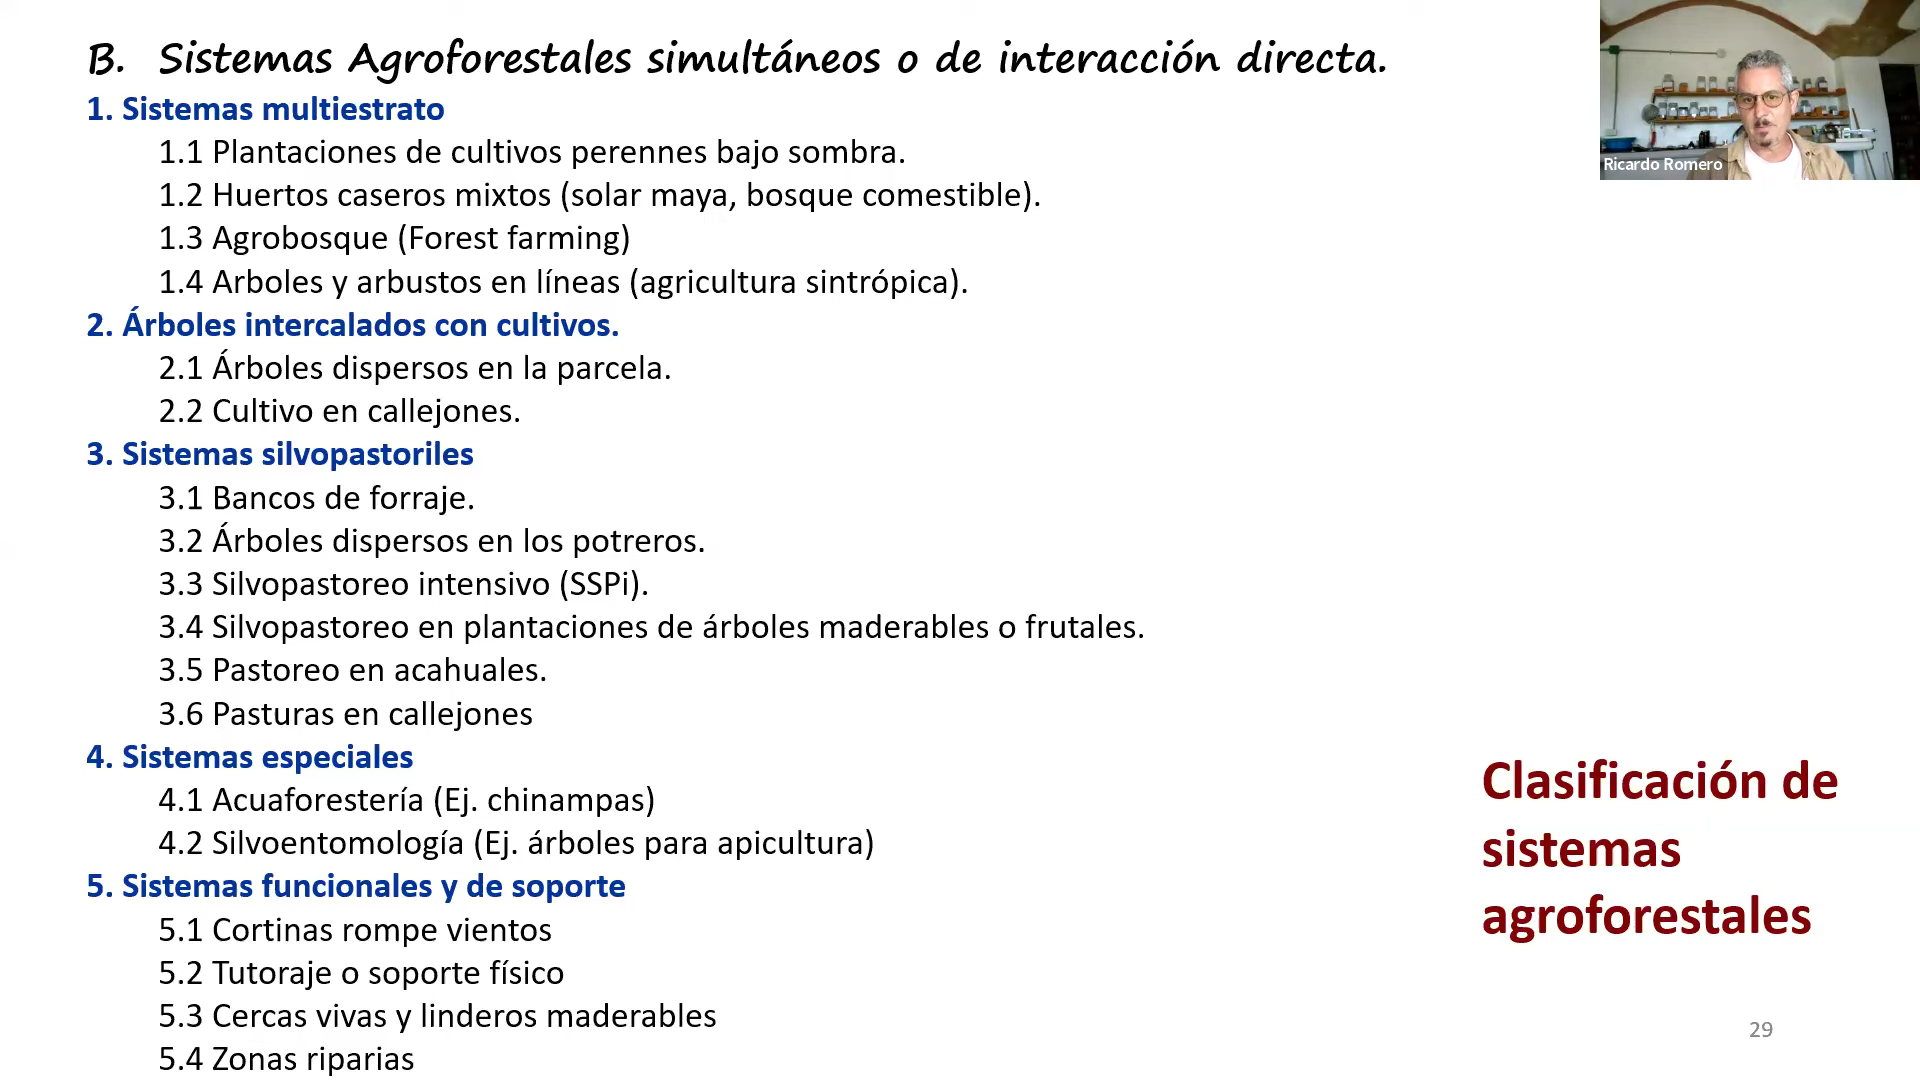 B. Sistemas Agroforestales simultáneos o de interacción directa.
1. Sistemas multiestrato
1.1 Plantaciones de cultivos perennes bajo sombra.
1.2 Huertos caseros mixtos (solar maya, bosque comestible).
1.3 Agrobosque (Forest farming)
1.4 Arboles y arbustos en líneas (agricultura sintrópica).
2. Árboles intercalados con cultivos.
2.1 Árboles dispersos en la parcela.
2.2 Cultivo en callejones.
3. Sistemas silvopastoriles
3.1 Bancos de forraje.
3.2 Árboles dispersos en los potreros.
3.3 Silvopastoreo intensivo (SSPi).
3.4 Silvopastoreo en plantaciones de árboles maderables o frutales.
3.5 Pastoreo en acahuales.
3.6 Pasturas en callejones
4. Sistemas especiales
4.1 Acuaforestería (Ej. chinampas)
4.2 Silvoentomología (Ej. árboles para apicultura)
5. Sistemas funcionales y de soporte
5.1 Cortinas rompe vientos
5.2 Tutoraje o soporte físico
5.3 Cercas vivas y linderos maderables
5.4 Zonas riparias
Ricardo Romero
Clasificación de
sistemas
agroforestales
29